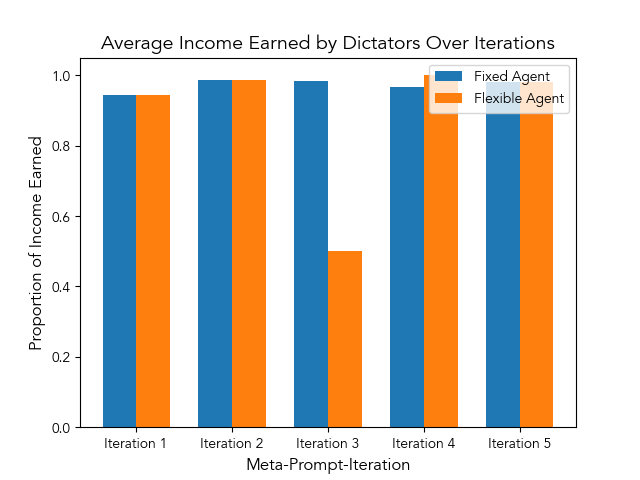 Average Income Earned by Dictators Over Iterations
Fixed Agent
Flexible Agent
1.0
0.8
0.6
0.4
0.2
0.0
Proportion of Income Earned
Iteration 1
Iteration 2
Iteration 3
Iteration 4
Iteration 5
Meta-Prompt-Iteration